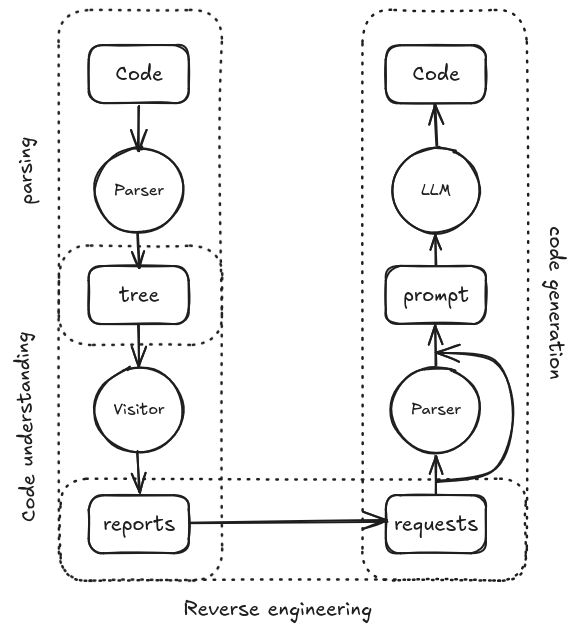 Code
Code
parsing
Parser
LLM
tree
prompt
code generation
Code understanding
Visitor
Parser
reports
requests
Reverse engineering